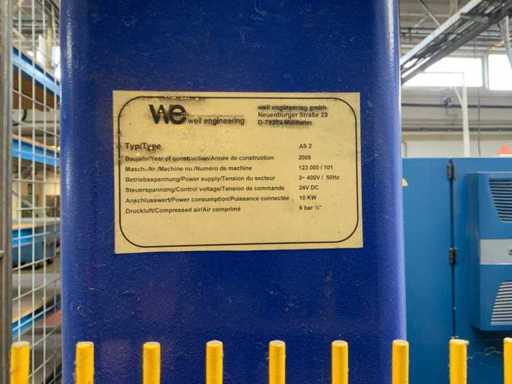 we weil engineering
weil engineering gmbh
Neuenburger Straße 23
D-79379 Müllheim
Typ/Type AS 2
Baujahr/Year of construction/Année de construction 2008
Masch.-Nr./Machine no./Numéro de machine 123.000 / 101
Betriebsspannung/Power supply/Tension du secteur 3~ 400V / 50Hz
Steuerspannung/Control voltage/Tension de commande 24V DC
Anschlusswert/Power consumption/Puissance connectée 10 KW
Druckluft/Compressed air/Air comprimé 6 bar ½"